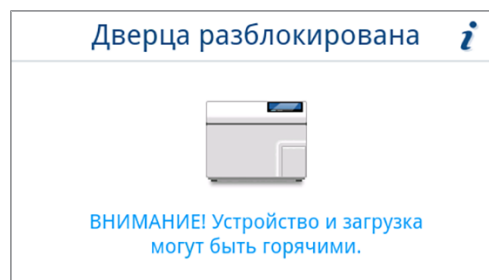 Дверца разблокирована i
ВНИМАНИЕ! Устройство и загрузка
могут быть горячими.